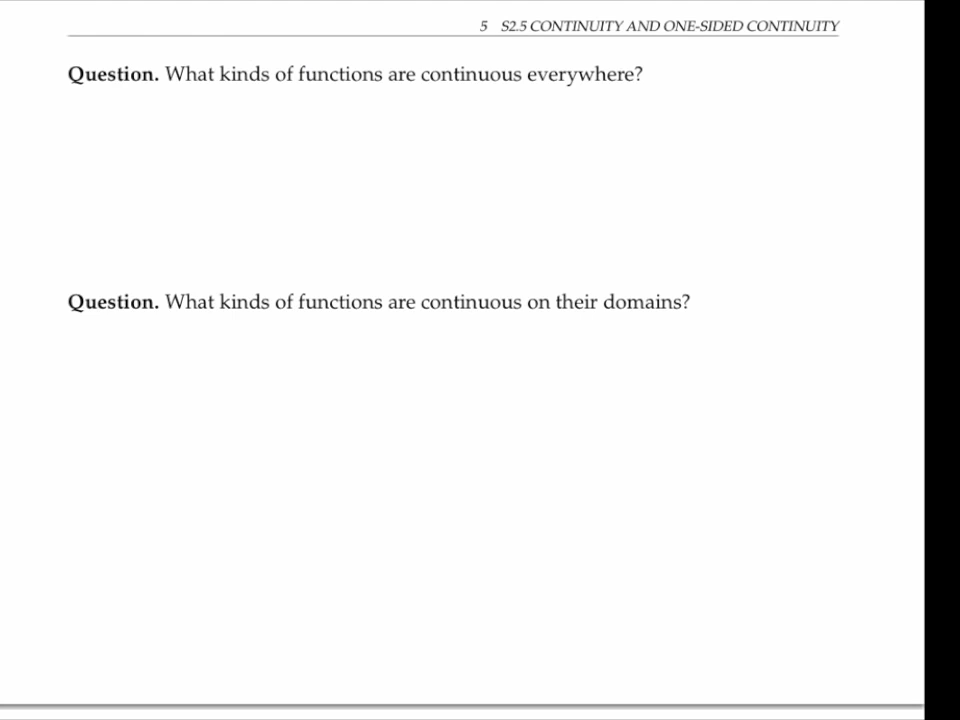 5 S2.5 CONTINUITY AND ONE-SIDED CONTINUITY
Question. What kinds of functions are continuous everywhere?
Question. What kinds of functions are continuous on their domains?